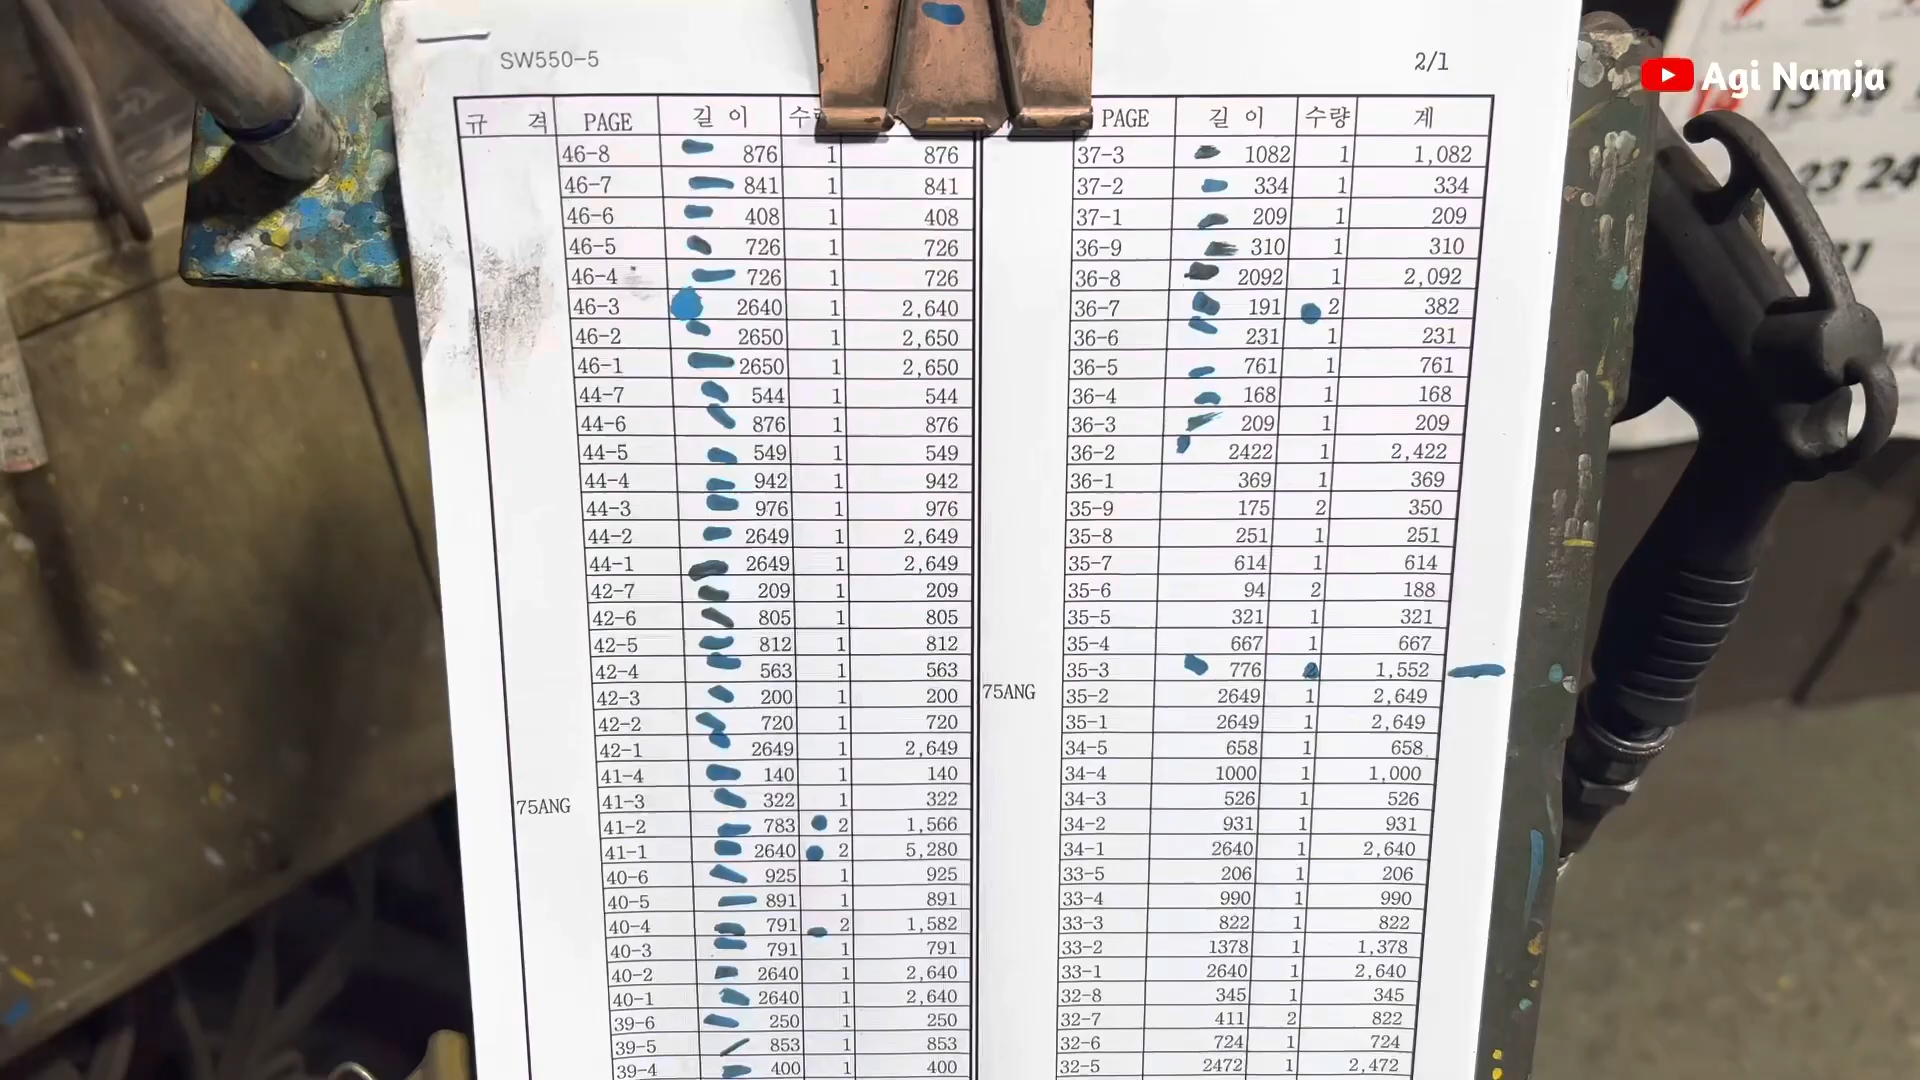 SW550-5
2/1
Agi Namja
규 격 PAGE 길 이 수 PAGE 길 이 수량 계
46-8 876 1 876 37-3 1082 1 1,082
46-7 841 1 841 37-2 334 1 334
46-6 408 1 408 37-1 209 1 209
46-5 726 1 726 36-9 310 1 310
46-4 726 1 726 36-8 2092 1 2,092
46-3 2640 1 2,640 36-7 191 2 382
46-2 2650 1 2,650 36-6 231 1 231
46-1 2650 1 2,650 36-5 761 1 761
44-7 544 1 544 36-4 168 1 168
44-6 876 1 876 36-3 209 1 209
44-5 549 1 549 36-2 2422 1 2,422
44-4 942 1 942 36-1 369 1 369
44-3 976 1 976 35-9 175 2 350
44-2 2649 1 2,649 35-8 251 1 251
44-1 2649 1 2,649 35-7 614 1 614
42-7 209 1 209 35-6 94 2 188
42-6 805 1 805 35-5 321 1 321
42-5 812 1 812 35-4 667 1 667
42-4 563 1 563 35-3 776 2 1,552
42-3 200 1 200 75ANG 35-2 2649 1 2,649
42-2 720 1 720 35-1 2649 1 2,649
42-1 2649 1 2,649 34-5 658 1 658
41-4 140 1 140 34-4 1000 1 1,000
75ANG 41-3 322 1 322 34-3 526 1 526
41-2 783 2 1,566 34-2 931 1 931
41-1 2640 2 5,280 34-1 2640 1 2,640
40-6 925 1 925 33-5 206 1 206
40-5 891 1 891 33-4 990 1 990
40-4 791 2 1,582 33-3 822 1 822
40-3 791 1 791 33-2 1378 1 1,378
40-2 2640 1 2,640 33-1 2640 1 2,640
40-1 2640 1 2,640 32-8 345 1 345
39-6 250 1 250 32-7 411 2 822
39-5 853 1 853 32-6 724 1 724
39-4 400 1 400 32-5 2472 1 2,472